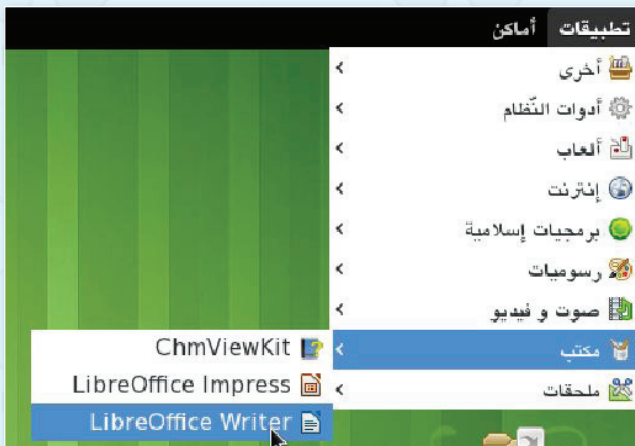 تطبيقات أماكن
أخرى
أدوات النّظام
ألعاب
إنترنت
برمجيات إسلامية
رسوميات
صوت و فيديو
مكتب
ملحقات
ChmViewKit
LibreOffice Impress
LibreOffice Writer